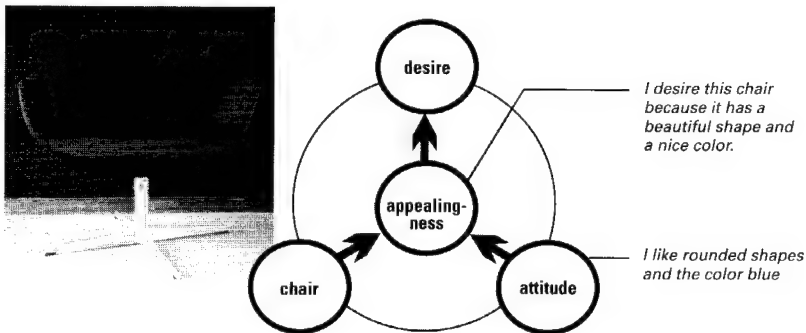 desire
I desire this chair
because it has a
beautiful shape and
a nice color.
appealing-
ness
chair
attitude
I like rounded shapes
and the color blue